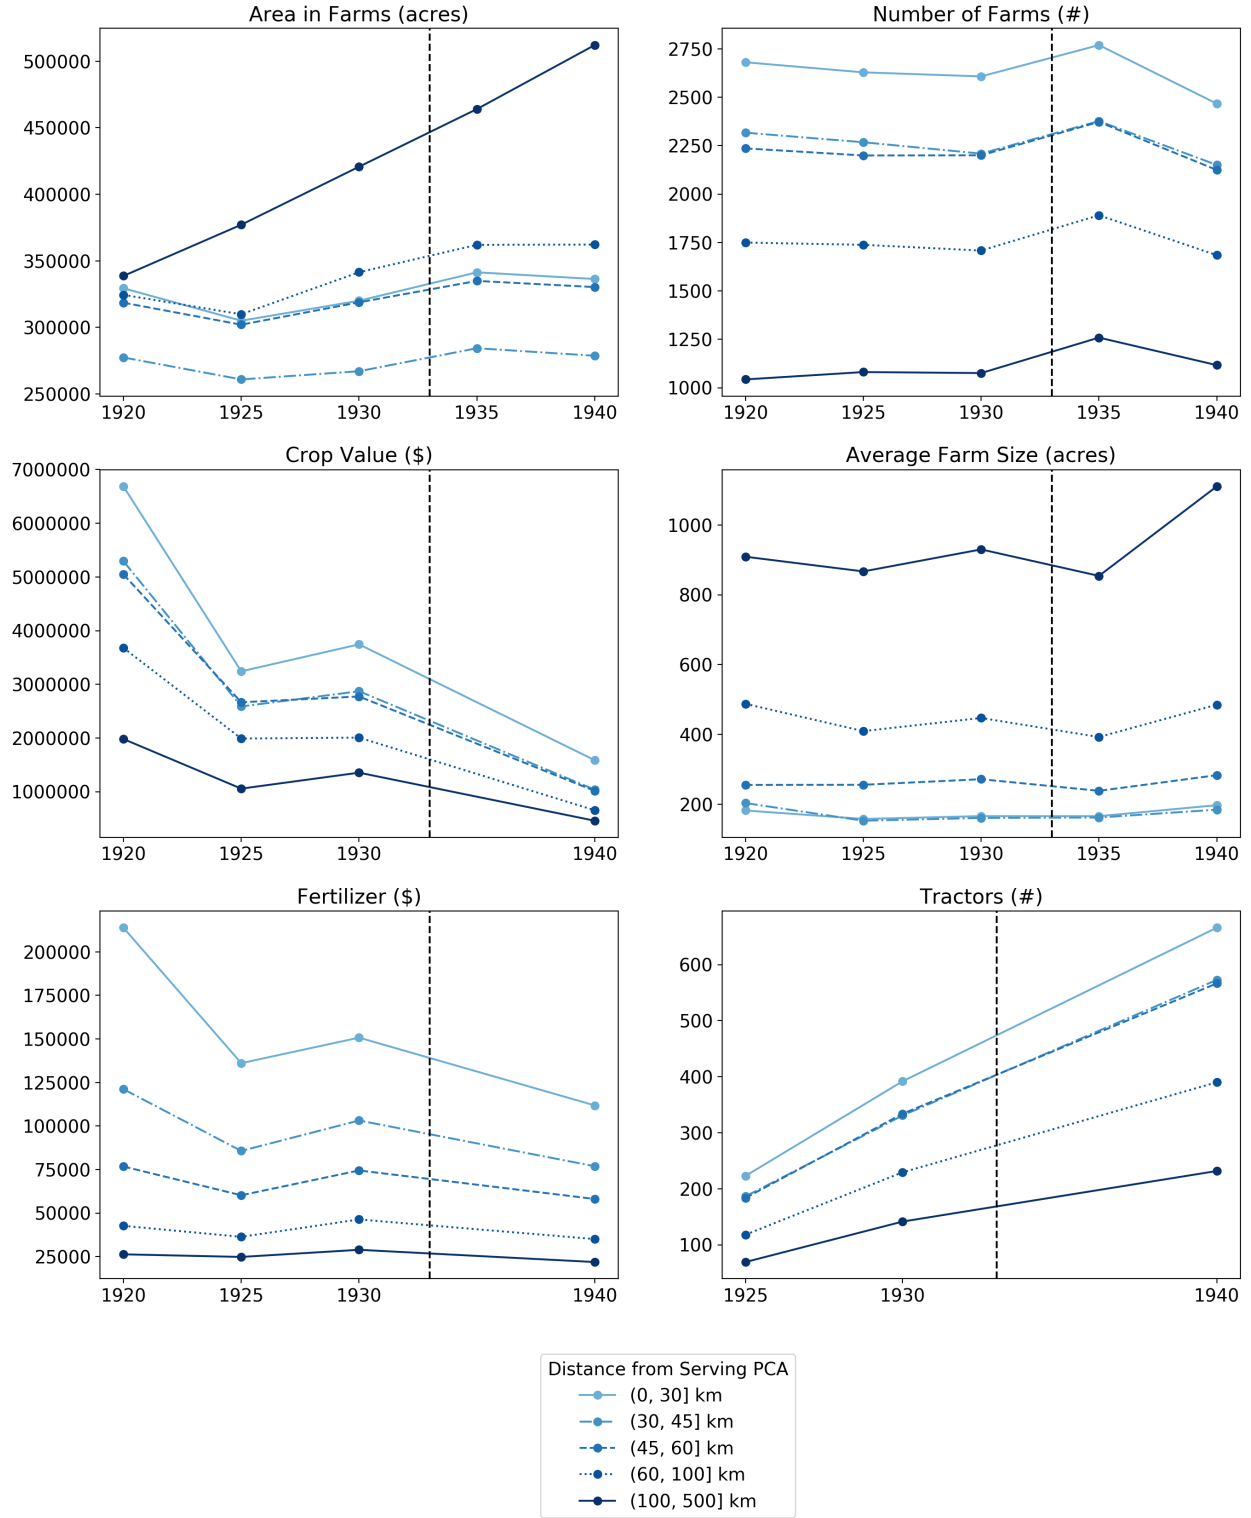 Area in Farms (acres)
500000
450000
400000
350000
300000
250000
1920 1925 1930 1935 1940
Number of Farms (#)
2750
2500
2250
2000
1750
1500
1250
1000
1920 1925 1930 1935 1940
Crop Value ($)
7000000
6000000
5000000
4000000
3000000
2000000
1000000
1920 1925 1930 1940
Average Farm Size (acres)
1000
800
600
400
200
1920 1925 1930 1935 1940
Fertilizer ($)
200000
175000
150000
125000
100000
75000
50000
25000
1920 1925 1930 1940
Tractors (#)
600
500
400
300
200
100
1925 1930 1940
Distance from Serving PCA
(0, 30] km
(30, 45] km
(45, 60] km
(60, 100] km
(100, 500] km